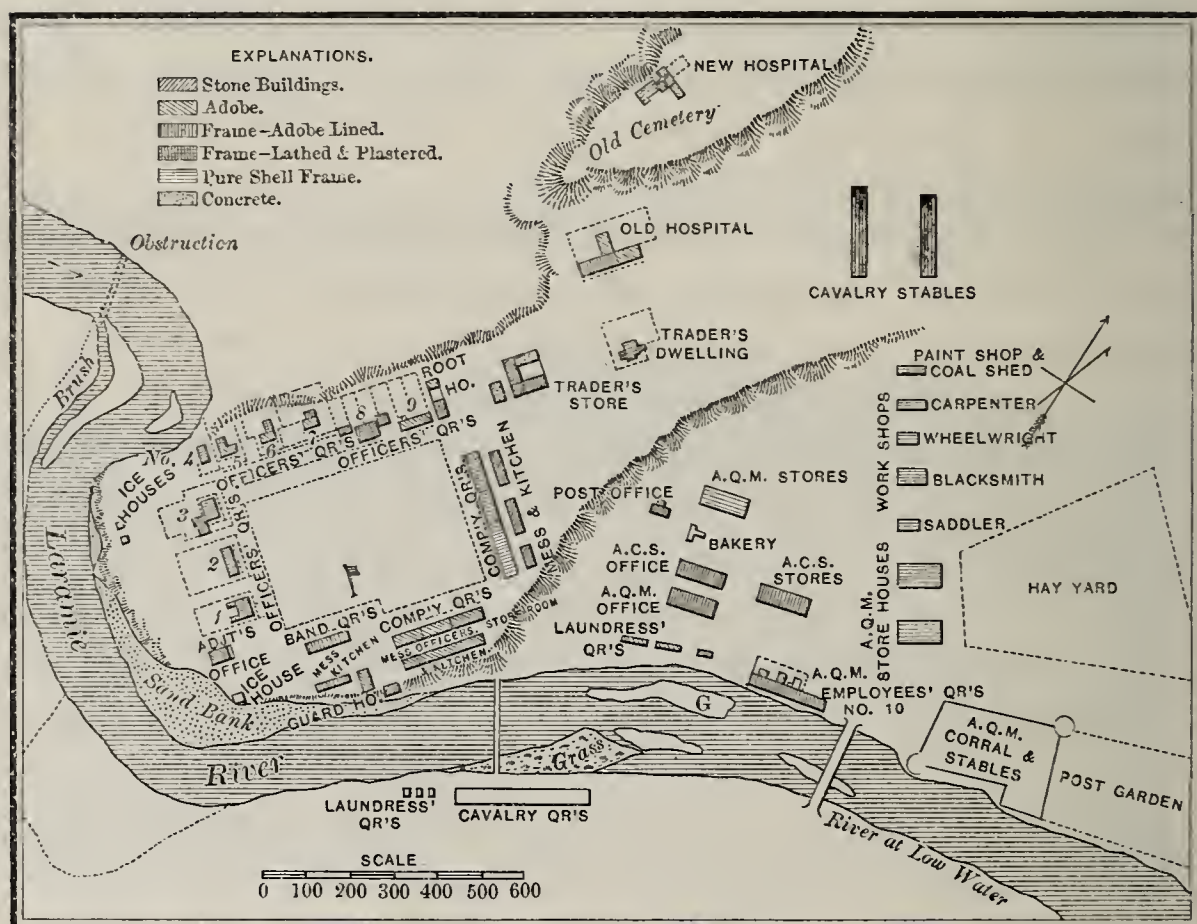 EXPLANATIONS.
Stone Buildings.
Adobe.
Frame-Adobe Lined.
Frame-Lathed & Plastered.
Pure Shell Frame.
Concrete.
NEW HOSPITAL
Old Cemetery
Obstruction
OLD HOSPITAL
CAVALRY STABLES
TRADER'S
DWELLING
Brush
ROOT
HO.
TRADER'S
STORE
PAINT SHOP &
COAL SHED
CARPENTER
WHEELWRIGHT
BLACKSMITH
SADDLER
WORK SHOPS
No. 4
5
6
7
8
9
OFFICERS' QR'S
OFFICERS' QR'S
ICE
HOUSES
3
2
1
OFFICERS QR'S
COMP'Y. QR'S
MESS & KITCHEN
POST OFFICE
A.Q.M. STORES
BAKERY
A.C.S.
OFFICE
A.C.S.
STORES
A.Q.M.
OFFICE
A.Q.M.
STORE HOUSES
HAY YARD
LAUNDRESS'
QR'S
ADJT'S
OFFICE
ICE
HOUSE
BAND. QR'S
COMP'Y. QR'S
MESS
KITCHEN
MESS OFFICERS. STORE ROOM
KITCHEN
GUARD HO.
Sand Bank
Laramie
River
G
Grass
A.Q.M.
EMPLOYEES' QR'S
NO. 10
A.Q.M.
CORRAL &
STABLES
POST GARDEN
LAUNDRESS'
QR'S
CAVALRY QR'S
River at Low Water
SCALE
0 100 200 300 400 500 600